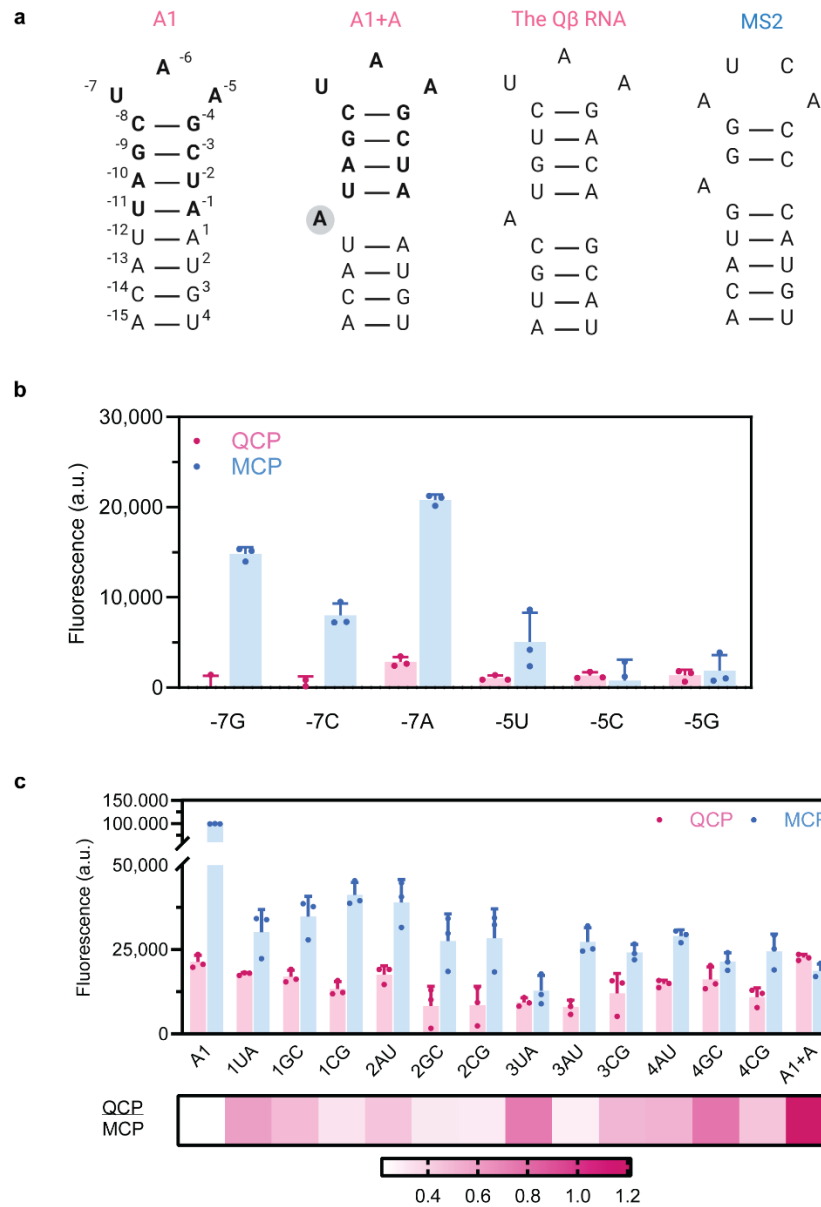 a
A1 A1+A The Qβ RNA MS2
-6
A A A U C
-7 -5
U A U A U A A A
-8 C — G -4 C — G C — G G — C
-9 G — C -3 G — C U — A G — C
-10 A — U -2 A — U G — C A
-11 U — A -1 U — A U — A G — C
A A
-12 U — A 1 U — A C — G U — A
-13 A — U 2 A — U G — C A — U
-14 C — G 3 C — G U — A C — G
-15 A — U 4 A — U A — U A — U
b
30,000
QCP
MCP
20,000
10,000
0
Fluorescence (a.u.)
-7G -7C -7A -5U -5C -5G
c
150.000
100.000
QCP MCP
50,000
25,000
0
Fluorescence (a.u.)
A1 1UA 1GC 1CG 2AU 2GC 2CG 3UA 3AU 3CG 4AU 4GC 4CG A1+A
QCP
MCP
0.4 0.6 0.8 1.0 1.2